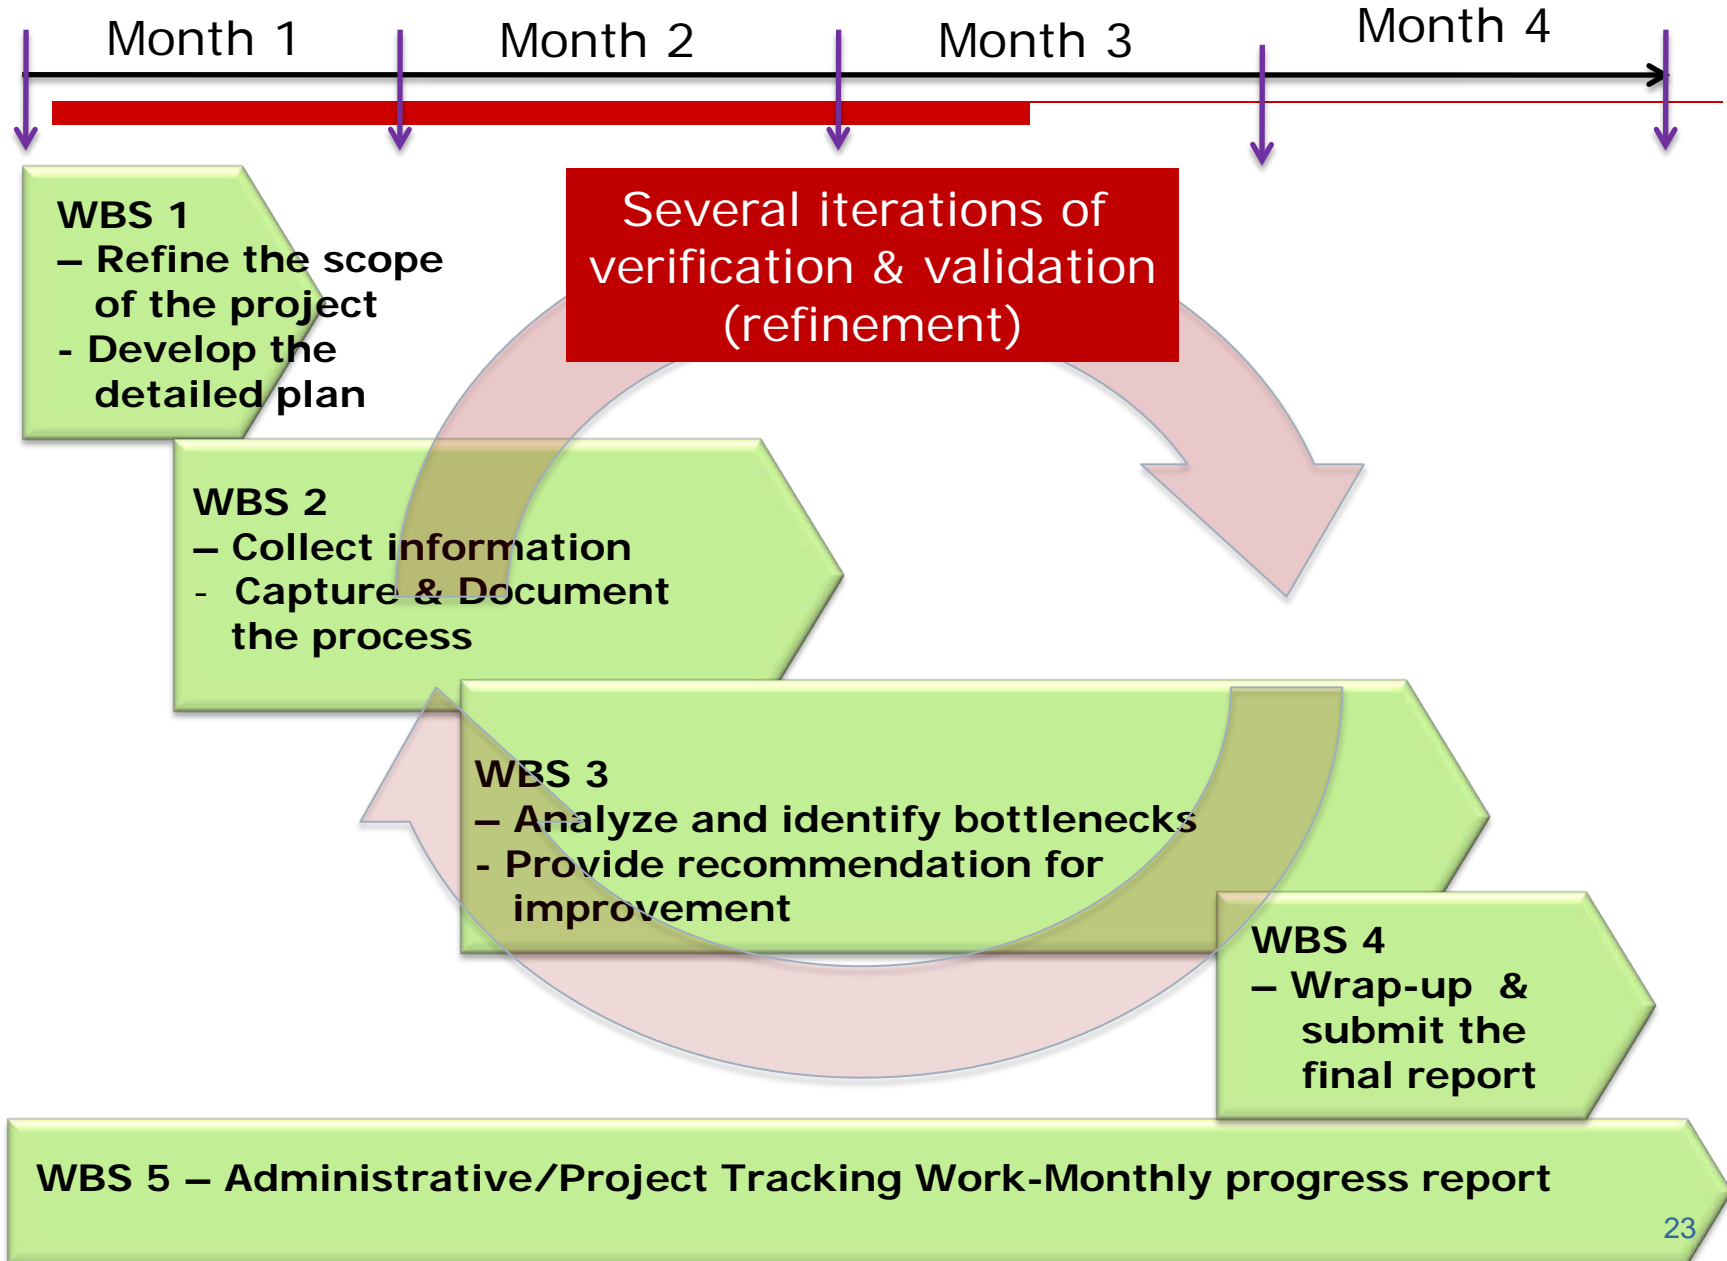 Month 1
Month 2
Month 3
Month 4
Several iterations of
verification & validation
(refinement)
WBS 1
– Refine the scope
of the project
- Develop the
detailed plan
WBS 2
– Collect information
- Capture & Document
the process
WBS 3
– Analyze and identify bottlenecks
- Provide recommendation for
improvement
WBS 4
– Wrap-up &
submit the
final report
WBS 5 – Administrative/Project Tracking Work-Monthly progress report
23